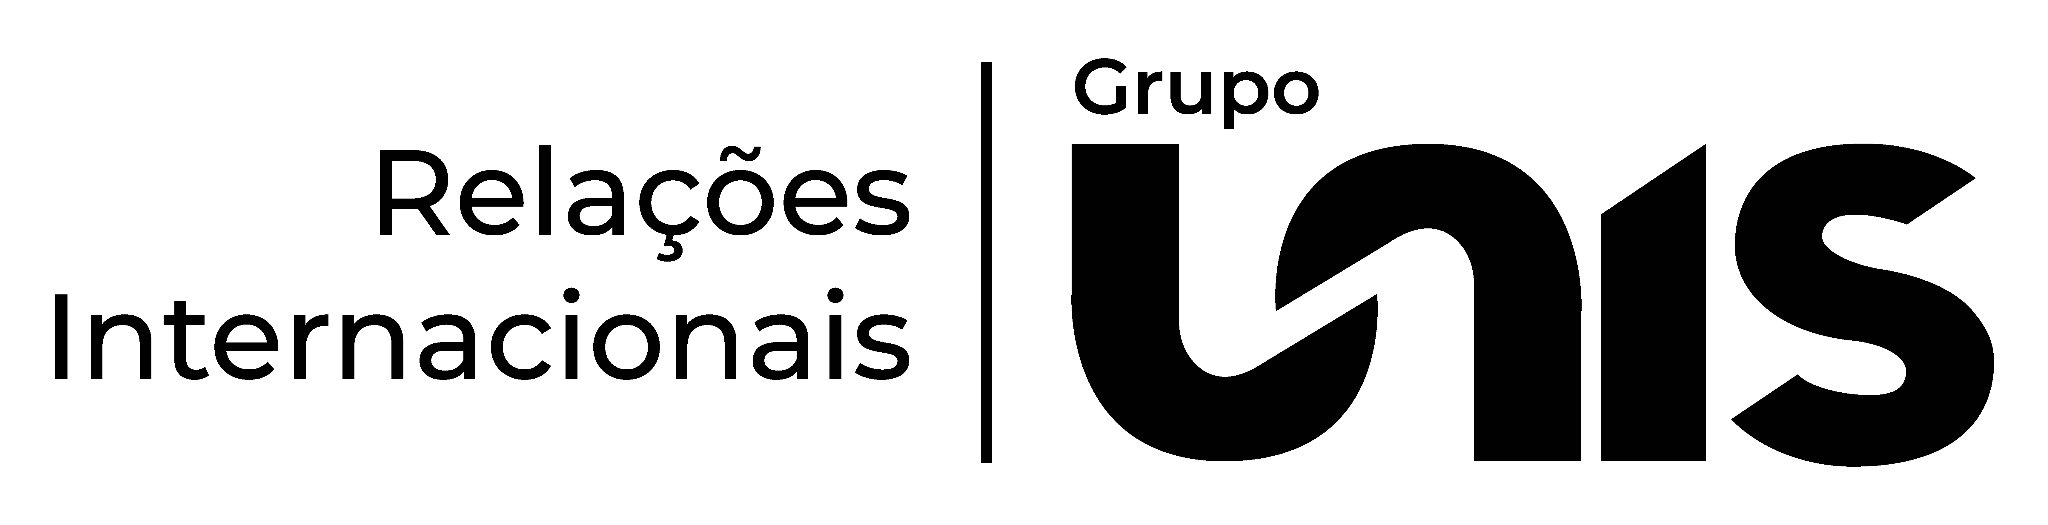 Relações
Internacionais
Grupo
UNIS